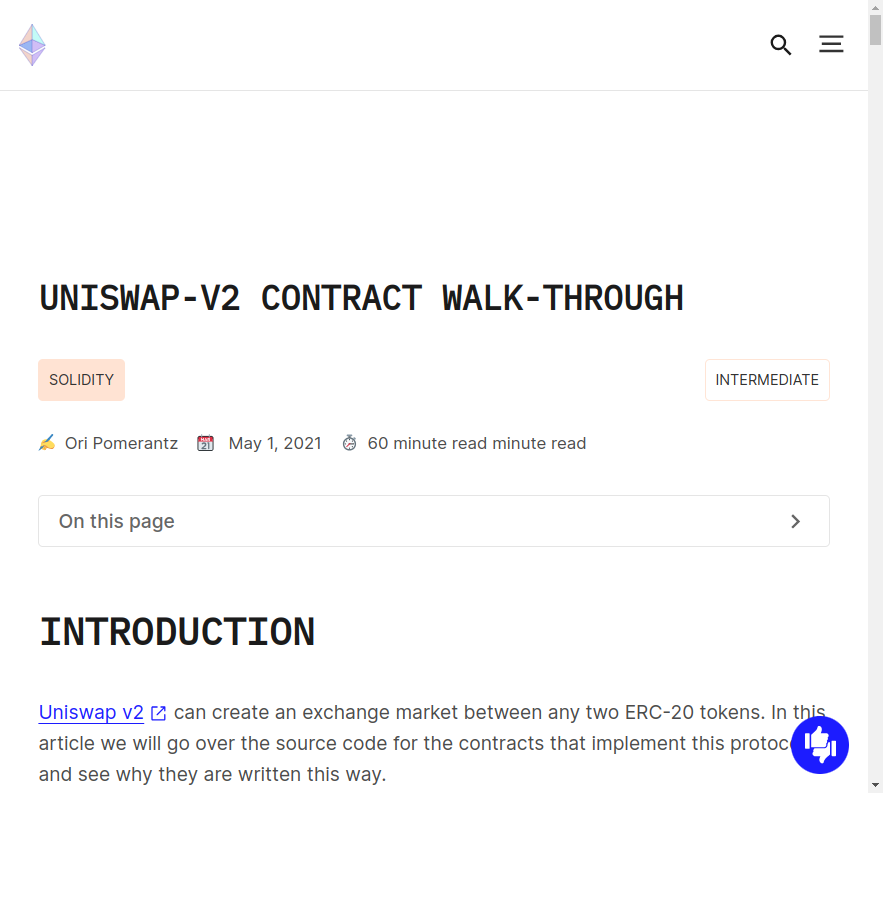 UNISWAP-V2 CONTRACT WALK-THROUGH
SOLIDITY
INTERMEDIATE
Ori Pomerantz May 1, 2021 60 minute read minute read
On this page
INTRODUCTION
Uniswap v2 can create an exchange market between any two ERC-20 tokens. In this
article we will go over the source code for the contracts that implement this
and see why they are written this way.